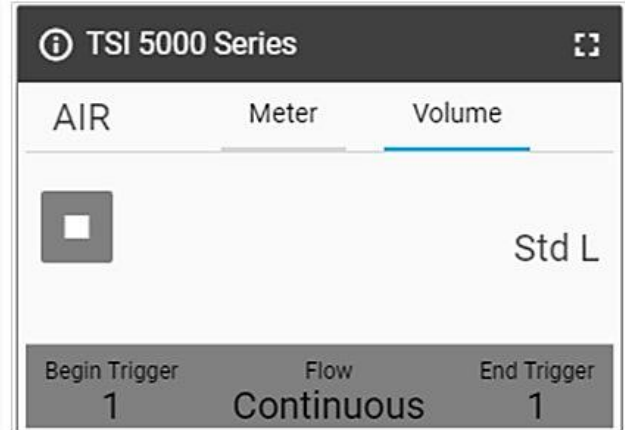 TSI 5000 Series
AIR Meter Volume
Std L
Begin Trigger Flow End Trigger
1 Continuous 1